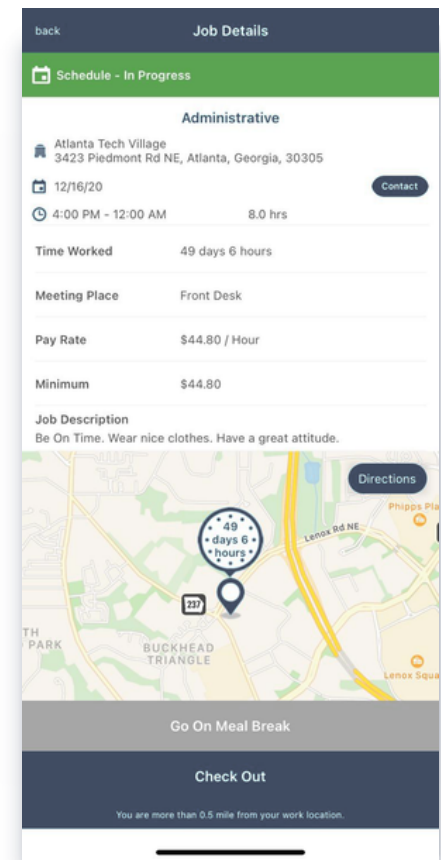 back
Job Details
Schedule - In Progress
Administrative
Atlanta Tech Village
3423 Piedmont Rd NE, Atlanta, Georgia, 30305
12/16/20
Contact
4:00 PM - 12:00 AM 8.0 hrs
Time Worked 49 days 6 hours
Meeting Place Front Desk
Pay Rate $44.80 / Hour
Minimum $44.80
Job Description
Be On Time. Wear nice clothes. Have a great attitude.
Directions
Phipps Pla
49
days 6
hours
Lenox Rd NE
237
TH
PARK
BUCKHEAD
TRIANGLE
Lenox Squa
Go On Meal Break
Check Out
You are more than 0.5 mile from your work location.